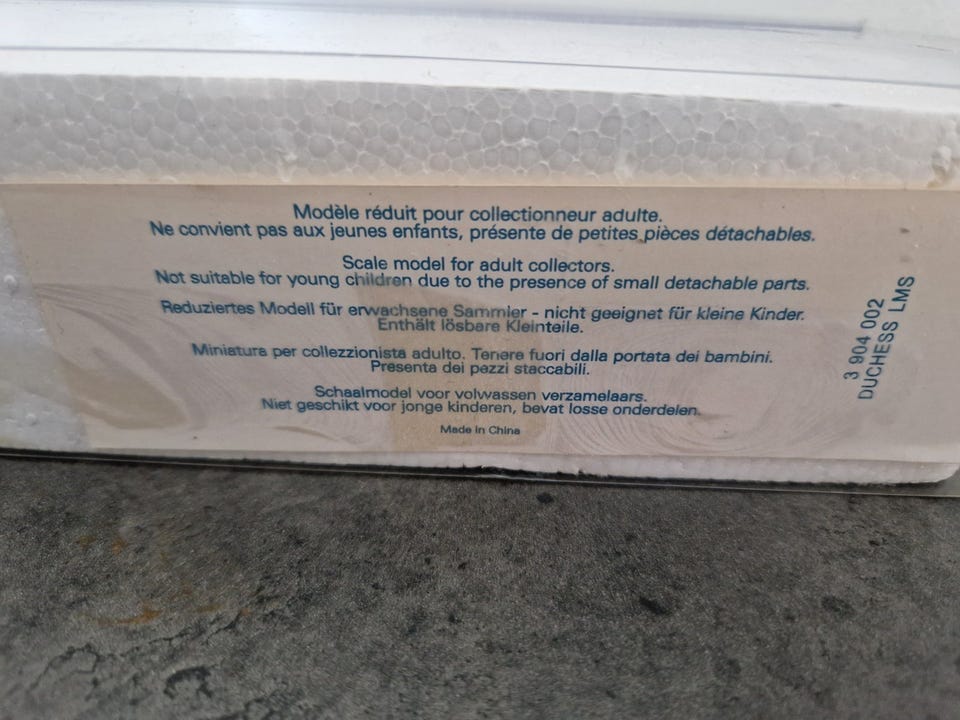 Modèle réduit pour collectionneur adulte.
Ne convient pas aux jeunes enfants, présente de petites pièces détachables.
Scale model for adult collectors.
Not suitable for young children due to the presence of small detachable parts.
Reduziertes Modell für erwachsene Sammler - nicht geeignet für kleine Kinder.
Enthält lösbare Kleinteile.
Miniatura per collezzionista adulto. Tenere fuori dalla portata dei bambini.
Presenta dei pezzi staccabili.
Schaalmodel voor volwassen verzamelaars.
Niet geschikt voor jonge kinderen, bevat losse onderdelen.
Made in China
3 904 002
DUCHESS LMS